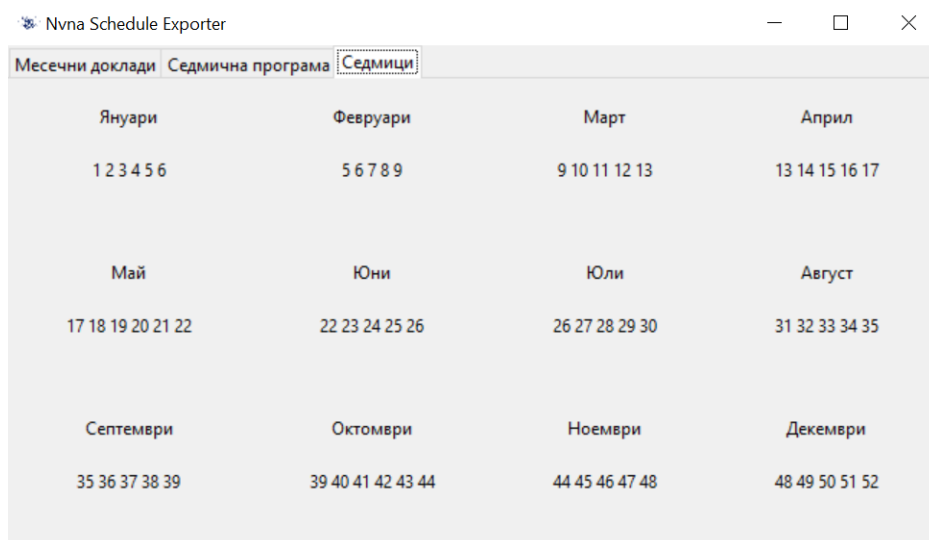 Nvna Schedule Exporter
Месечни доклади Седмична програма Седмици
Януари Февруари Март Април
1 2 3 4 5 6 5 6 7 8 9 9 10 11 12 13 13 14 15 16 17
Май Юни Юли Август
17 18 19 20 21 22 22 23 24 25 26 26 27 28 29 30 31 32 33 34 35
Септември Октомври Ноември Декември
35 36 37 38 39 39 40 41 42 43 44 44 45 46 47 48 48 49 50 51 52